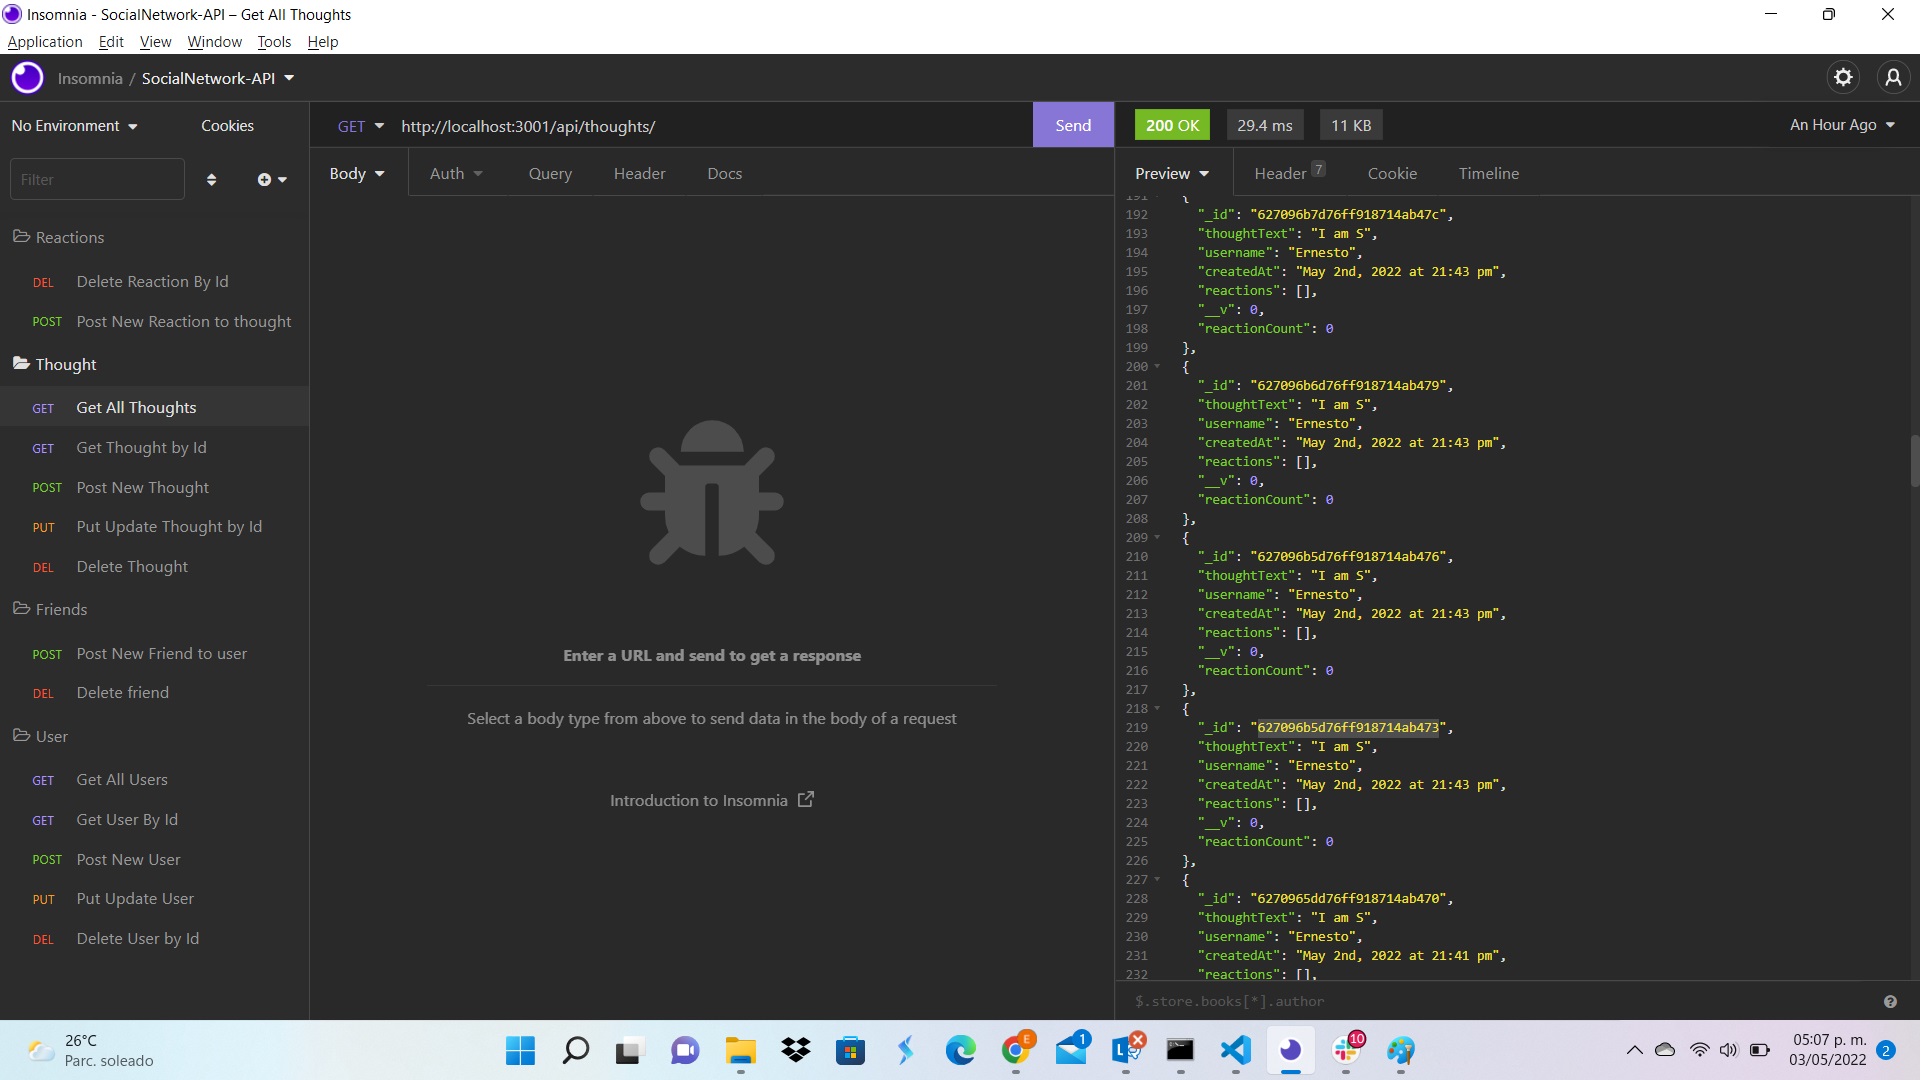 Insomnia - SocialNetwork-API – Get All Thoughts
Application Edit View Window Tools Help
Insomnia / SocialNetwork-API
No Environment Cookies
Filter
Reactions
DEL Delete Reaction By Id
POST Post New Reaction to thought
Thought
GET Get All Thoughts
GET Get Thought by Id
POST Post New Thought
PUT Put Update Thought by Id
DEL Delete Thought
Friends
POST Post New Friend to user
DEL Delete friend
User
GET Get All Users
GET Get User By Id
POST Post New User
PUT Put Update User
DEL Delete User by Id
GET http://localhost:3001/api/thoughts/ Send
Body Auth Query Header Docs
Enter a URL and send to get a response
Select a body type from above to send data in the body of a request
Introduction to Insomnia
200 OK 29.4 ms 11 KB An Hour Ago
Preview Header 7 Cookie Timeline
191 {
192 "_id": "627096b7d76ff918714ab47c",
193 "thoughtText": "I am S",
194 "username": "Ernesto",
195 "createdAt": "May 2nd, 2022 at 21:43 pm",
196 "reactions": [],
197 "__v": 0,
198 "reactionCount": 0
199 },
200 {
201 "_id": "627096b6d76ff918714ab479",
202 "thoughtText": "I am S",
203 "username": "Ernesto",
204 "createdAt": "May 2nd, 2022 at 21:43 pm",
205 "reactions": [],
206 "__v": 0,
207 "reactionCount": 0
208 },
209 {
210 "_id": "627096b5d76ff918714ab476",
211 "thoughtText": "I am S",
212 "username": "Ernesto",
213 "createdAt": "May 2nd, 2022 at 21:43 pm",
214 "reactions": [],
215 "__v": 0,
216 "reactionCount": 0
217 },
218 {
219 "_id": "627096b5d76ff918714ab473",
220 "thoughtText": "I am S",
221 "username": "Ernesto",
222 "createdAt": "May 2nd, 2022 at 21:43 pm",
223 "reactions": [],
224 "__v": 0,
225 "reactionCount": 0
226 },
227 {
228 "_id": "6270965dd76ff918714ab470",
229 "thoughtText": "I am S",
230 "username": "Ernesto",
231 "createdAt": "May 2nd, 2022 at 21:41 pm",
232 "reactions": [],
$.store.books[*].author
26°C
Parc. soleado
E
1
10
05:07 p. m.
03/05/2022
2